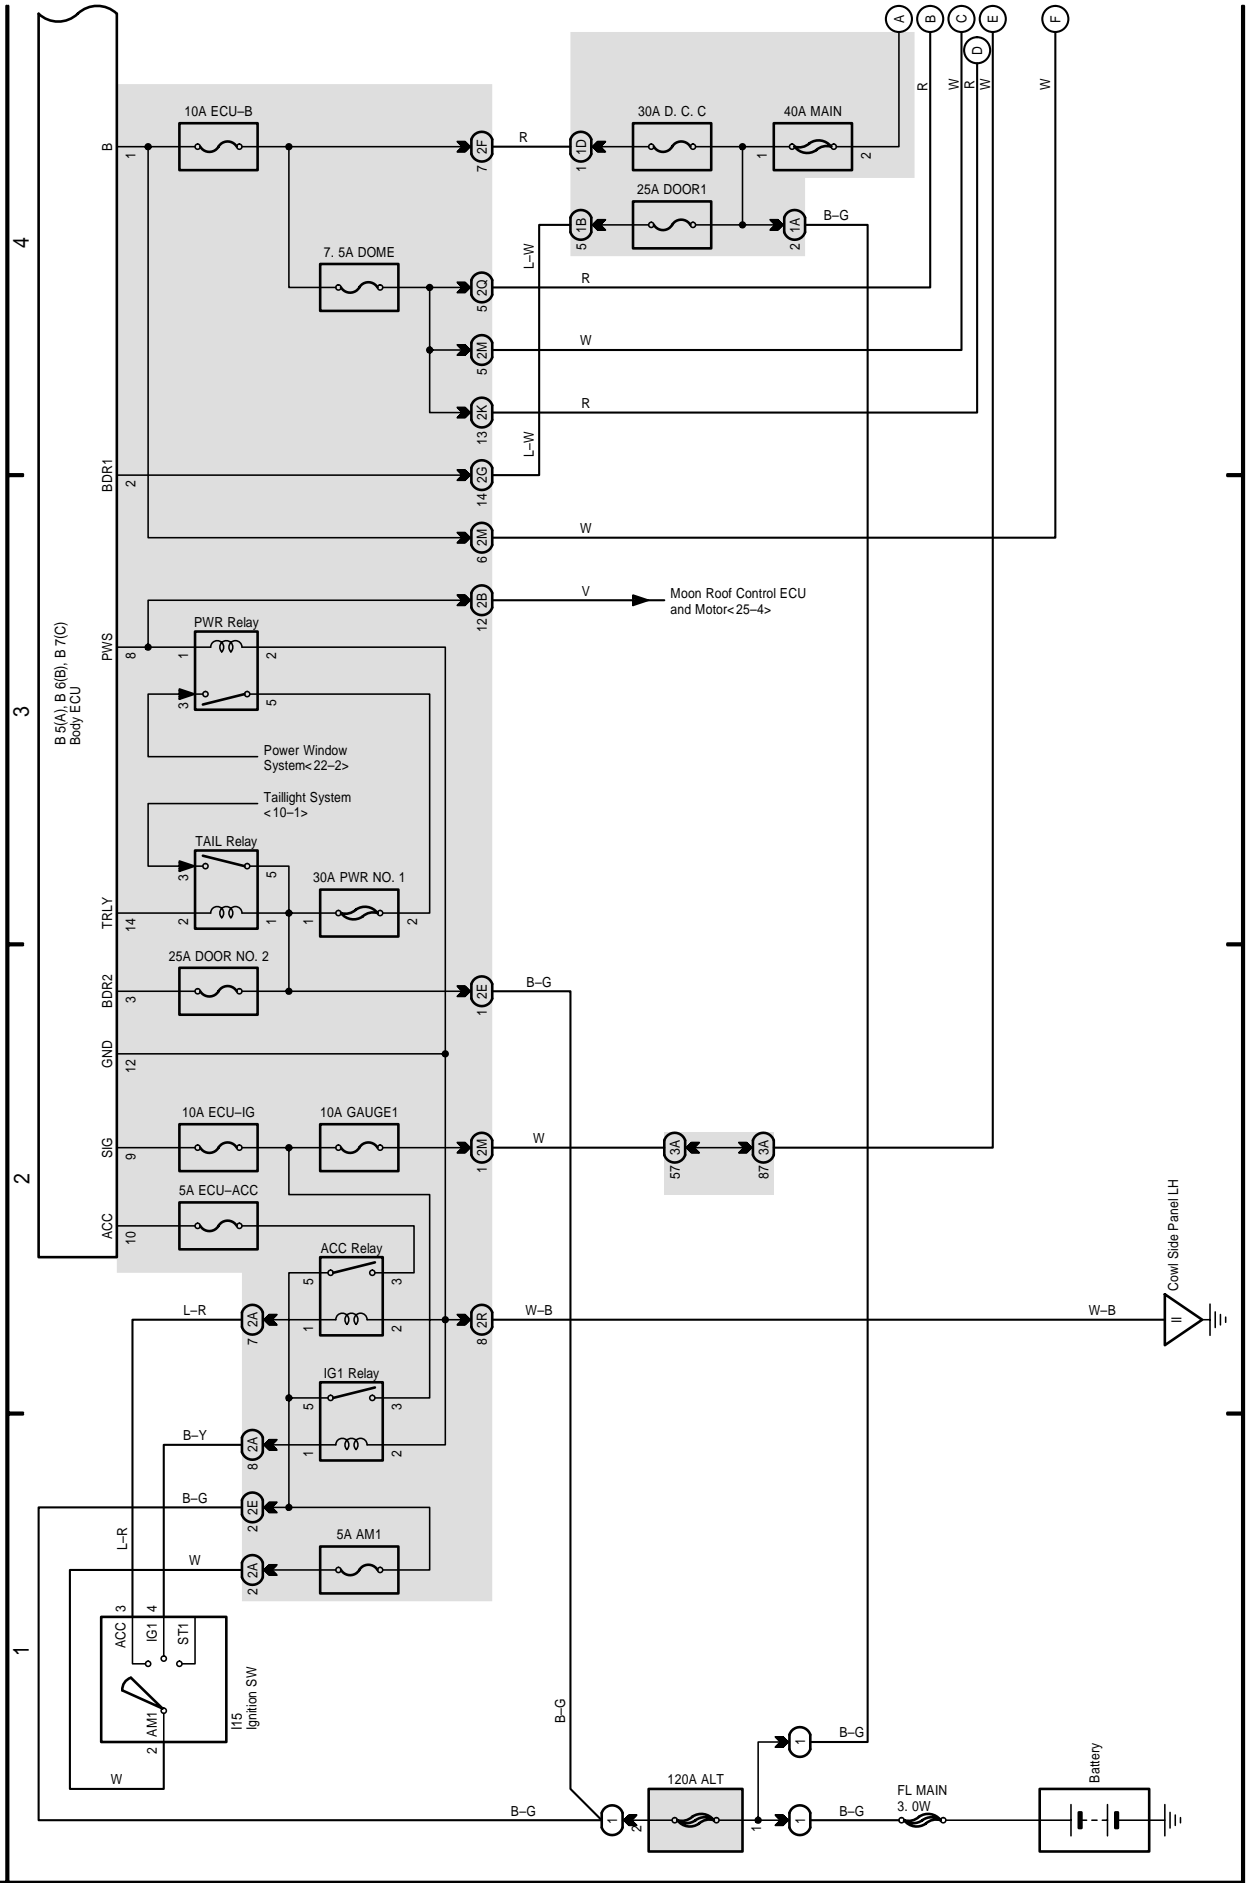 A
B
C
D
E
F
R
W
R
W
W
4
B
1
10A ECU–B
7
2F
R
1
1D
30A D. C. C
40A MAIN
1
2
25A DOOR1
5
1B
2
1A
B–G
7. 5A DOME
L–W
5
2Q
R
5
2M
W
13
2K
R
L–W
BDR1
2
14
2G
6
2M
W
12
2B
V
Moon Roof Control ECU
and Motor<25–4>
3
B 5(A), B 6(B), B 7(C)
Body ECU
PWS
8
PWR Relay
1
2
3
5
Power Window
System<22–2>
Taillight System
<10–1>
TAIL Relay
3
5
30A PWR NO. 1
TRLY
14
2
1
1
2
25A DOOR NO. 2
BDR2
3
1
2E
B–G
GND
12
2
10A ECU–IG
10A GAUGE1
SIG
9
1
2M
W
57
3A
87
3A
5A ECU–ACC
ACC
10
ACC Relay
5
3
L–R
7
2A
1
2
8
2R
W–B
W–B
II
Cowl Side Panel LH
IG1 Relay
5
3
B–Y
8
2A
1
2
B–G
2
2E
L–R
W
2
2A
5A AM1
1
ACC
3
IG1
4
ST1
AM1
2
I15
Ignition SW
W
B–G
B–G
1
2
120A ALT
1
1
B–G
1
B–G
FL MAIN
3. 0W
Battery